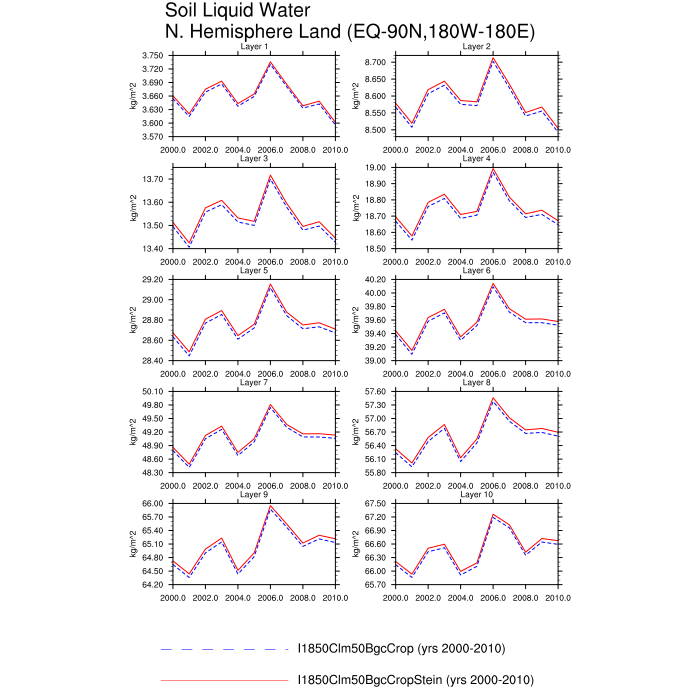 Soil Liquid Water
N. Hemisphere Land (EQ-90N,180W-180E)
Layer 1
3.750
3.720
3.690
3.660
3.630
3.600
3.570
kg/m^2
2000.0 2002.0 2004.0 2006.0 2008.0 2010.0
Layer 2
8.700
8.650
8.600
8.550
8.500
kg/m^2
2000.0 2002.0 2004.0 2006.0 2008.0 2010.0
Layer 3
13.70
13.60
13.50
13.40
kg/m^2
2000.0 2002.0 2004.0 2006.0 2008.0 2010.0
Layer 4
19.00
18.90
18.80
18.70
18.60
18.50
kg/m^2
2000.0 2002.0 2004.0 2006.0 2008.0 2010.0
Layer 5
29.20
29.00
28.80
28.60
28.40
kg/m^2
2000.0 2002.0 2004.0 2006.0 2008.0 2010.0
Layer 6
40.20
40.00
39.80
39.60
39.40
39.20
39.00
kg/m^2
2000.0 2002.0 2004.0 2006.0 2008.0 2010.0
Layer 7
50.10
49.80
49.50
49.20
48.90
48.60
48.30
kg/m^2
2000.0 2002.0 2004.0 2006.0 2008.0 2010.0
Layer 8
57.60
57.30
57.00
56.70
56.40
56.10
55.80
kg/m^2
2000.0 2002.0 2004.0 2006.0 2008.0 2010.0
Layer 9
66.00
65.70
65.40
65.10
64.80
64.50
64.20
kg/m^2
2000.0 2002.0 2004.0 2006.0 2008.0 2010.0
Layer 10
67.50
67.20
66.90
66.60
66.30
66.00
65.70
kg/m^2
2000.0 2002.0 2004.0 2006.0 2008.0 2010.0
I1850Clm50BgcCrop (yrs 2000-2010)
I1850Clm50BgcCropStein (yrs 2000-2010)